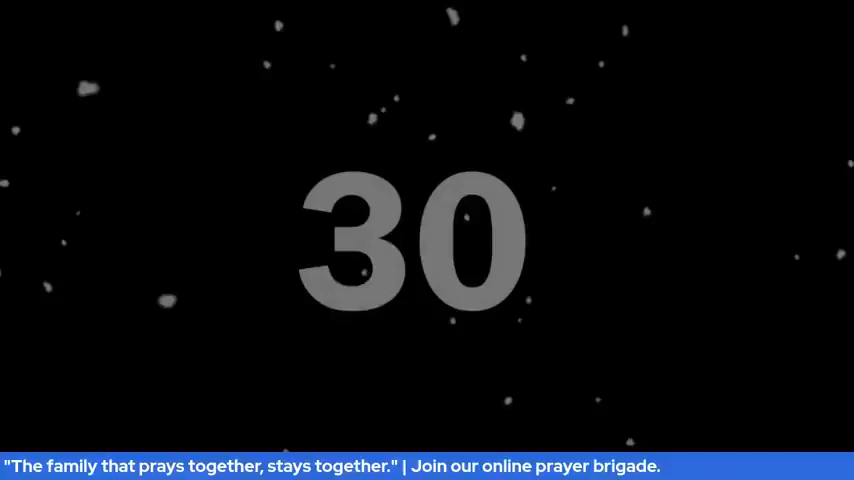 30
"The family that prays together, stays together." | Join our online prayer brigade.